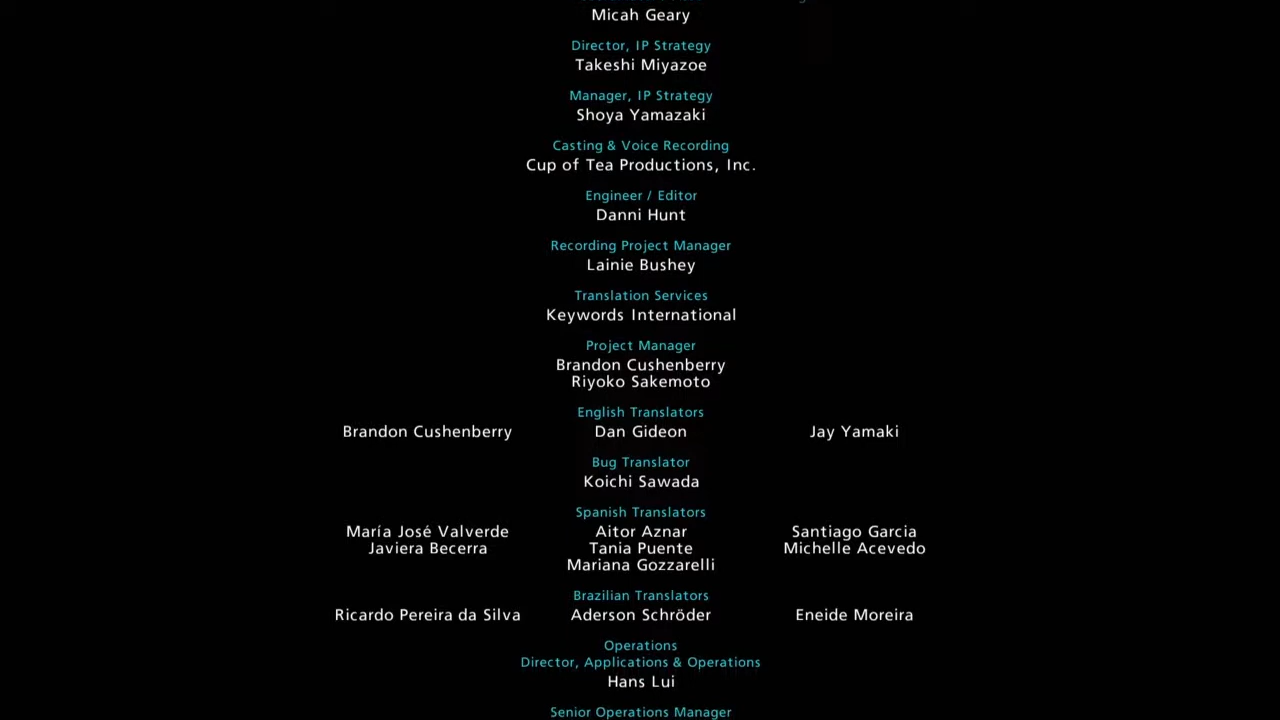 Micah Geary
Director, IP Strategy
Takeshi Miyazoe
Manager, IP Strategy
Shoya Yamazaki
Casting & Voice Recording
Cup of Tea Productions, Inc.
Engineer / Editor
Danni Hunt
Recording Project Manager
Lainie Bushey
Translation Services
Keywords International
Project Manager
Brandon Cushenberry
Riyoko Sakemoto
English Translators
Brandon Cushenberry Dan Gideon Jay Yamaki
Bug Translator
Koichi Sawada
Spanish Translators
María José Valverde Aitor Aznar Santiago Garcia
Javiera Becerra Tania Puente Michelle Acevedo
Mariana Gozzarelli
Brazilian Translators
Ricardo Pereira da Silva Aderson Schröder Eneide Moreira
Operations
Director, Applications & Operations
Hans Lui
Senior Operations Manager